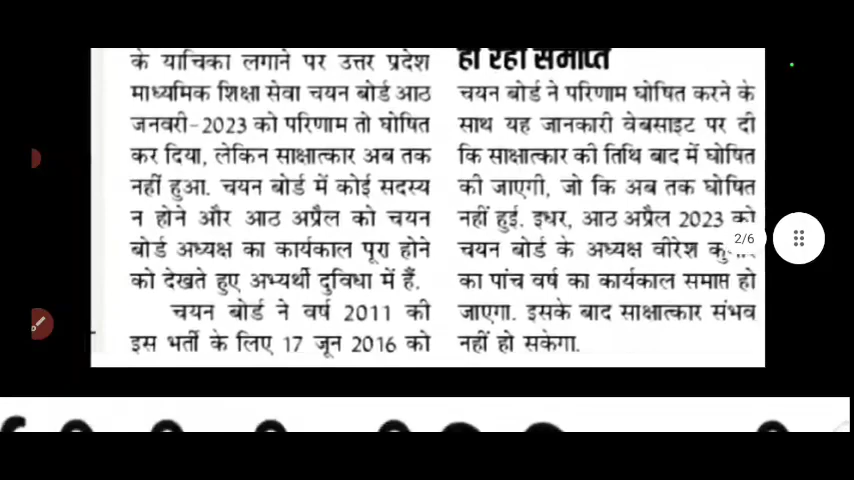 के याचिका लगाने पर उत्तर प्रदेश
माध्यमिक शिक्षा सेवा चयन बोर्ड आठ
जनवरी-2023 को परिणाम तो घोषित
कर दिया, लेकिन साक्षात्कार अब तक
नहीं हुआ. चयन बोर्ड में कोई सदस्य
न होने और आठ अप्रैल को चयन
बोर्ड अध्यक्ष का कार्यकाल पूरा होने
को देखते हुए अभ्यर्थी दुविधा में हैं.
चयन बोर्ड ने वर्ष 2011 की
इस भर्ती के लिए 17 जून 2016 को
हो रहा समाप्त
चयन बोर्ड ने परिणाम घोषित करने के
साथ यह जानकारी वेबसाइट पर दी
कि साक्षात्कार की तिथि बाद में घोषित
की जाएगी, जो कि अब तक घोषित
नहीं हुई. इधर, आठ अप्रैल 2023 को
चयन बोर्ड के अध्यक्ष वीरेश
का पांच वर्ष का कार्यकाल समाप्त हो
जाएगा. इसके बाद साक्षात्कार संभव
नहीं हो सकेगा.
2/6